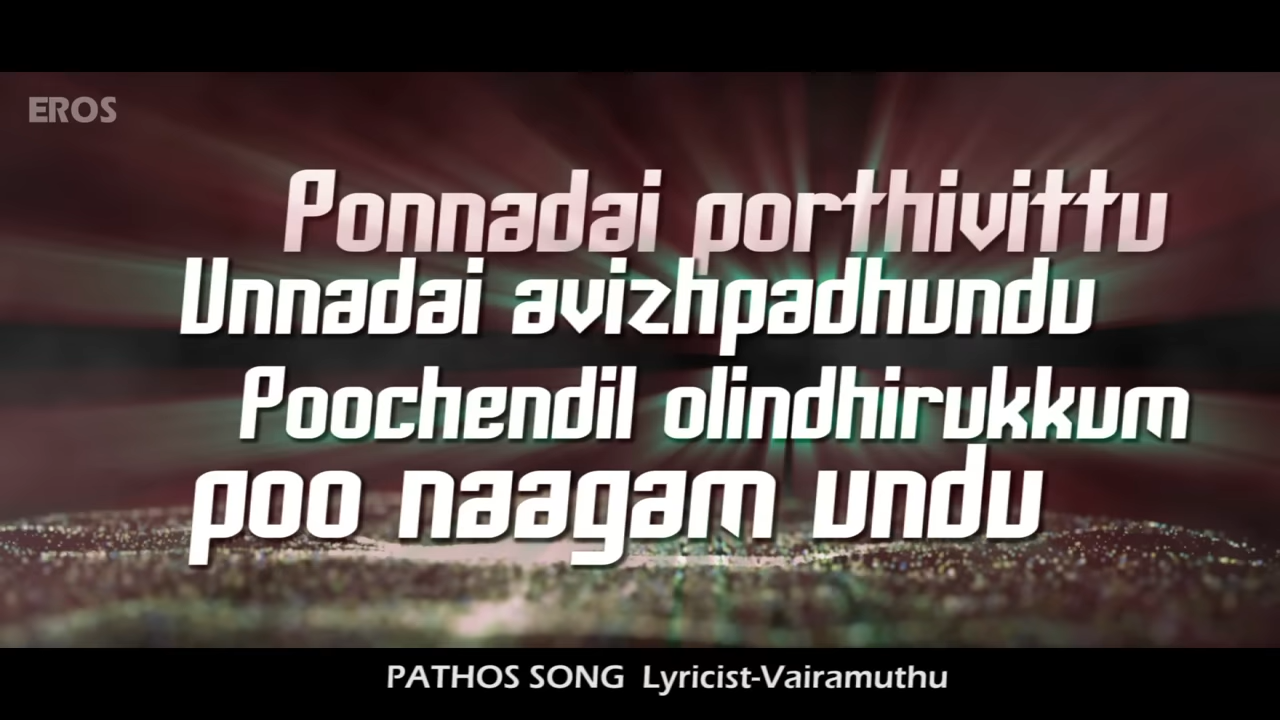 EROS
Ponnadai porthivittu
Unnadai avizhpadhundu
Poochendil olindhirukkum
poo naagam undu
PATHOS SONG Lyricist-Vairamuthu